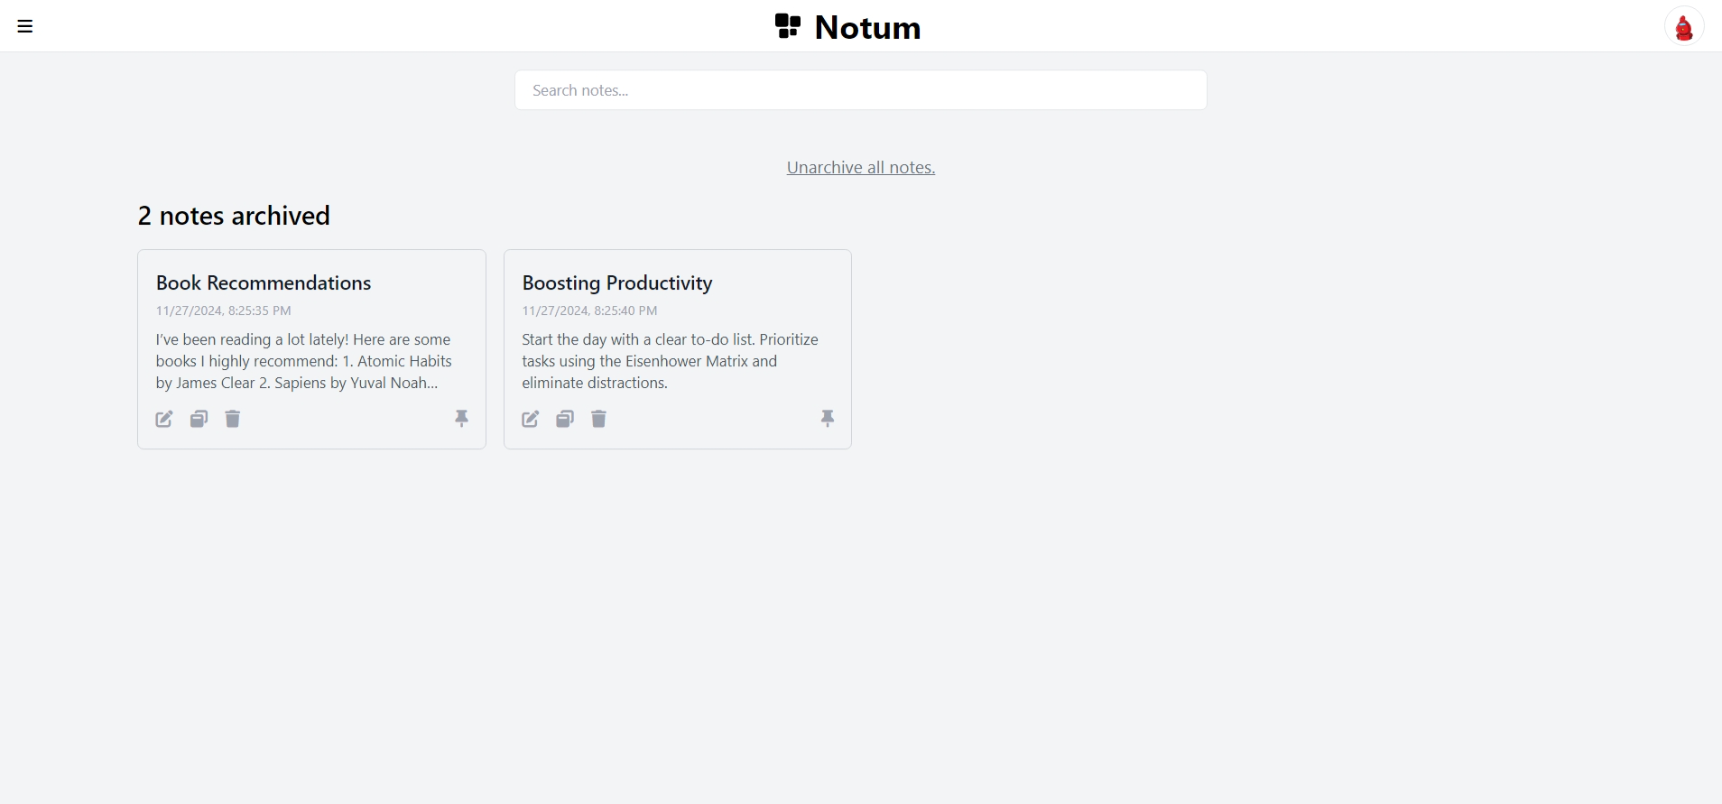 Notum
Search notes...
Unarchive all notes.
2 notes archived
Book Recommendations
11/27/2024, 8:25:35 PM
I've been reading a lot lately! Here are some
books I highly recommend: 1. Atomic Habits
by James Clear 2. Sapiens by Yuval Noah...
Boosting Productivity
11/27/2024, 8:25:40 PM
Start the day with a clear to-do list. Prioritize
tasks using the Eisenhower Matrix and
eliminate distractions.